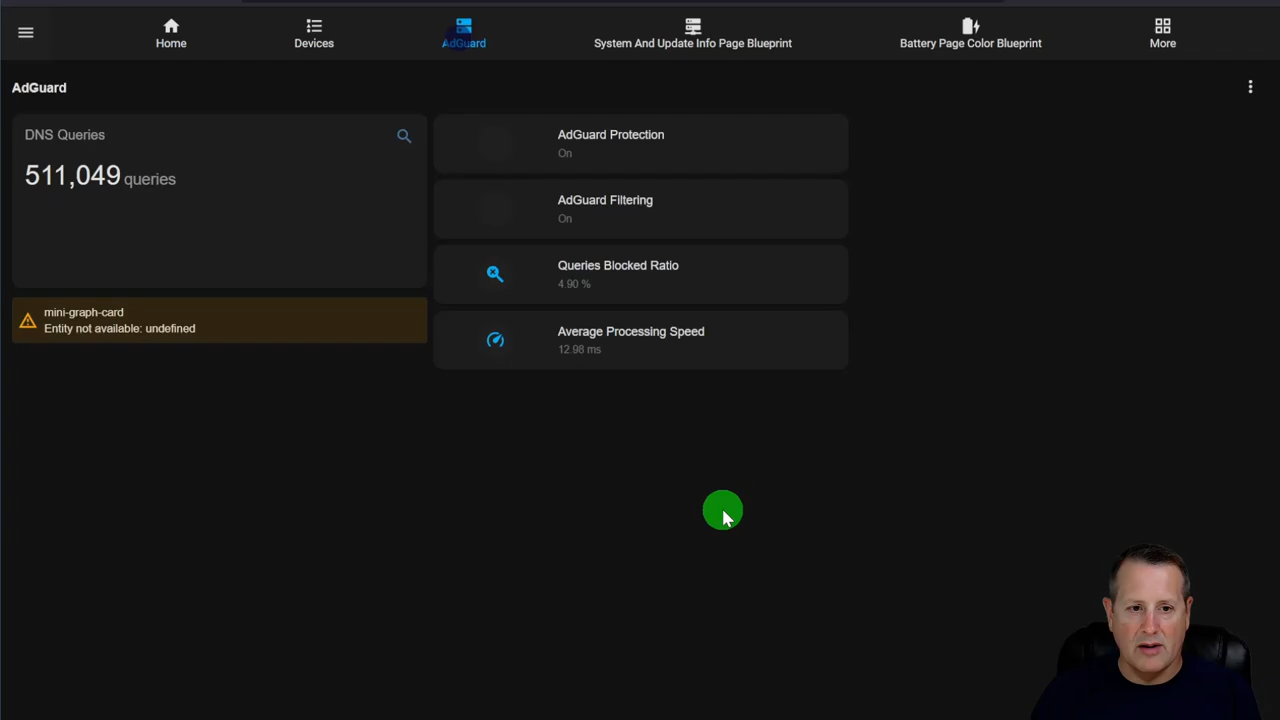 Home
Devices
AdGuard
System And Update Info Page Blueprint
Battery Page Color Blueprint
More
AdGuard
DNS Queries
511,049 queries
mini-graph-card
Entity not available: undefined
AdGuard Protection
On
AdGuard Filtering
On
Queries Blocked Ratio
4.90 %
Average Processing Speed
12.98 ms